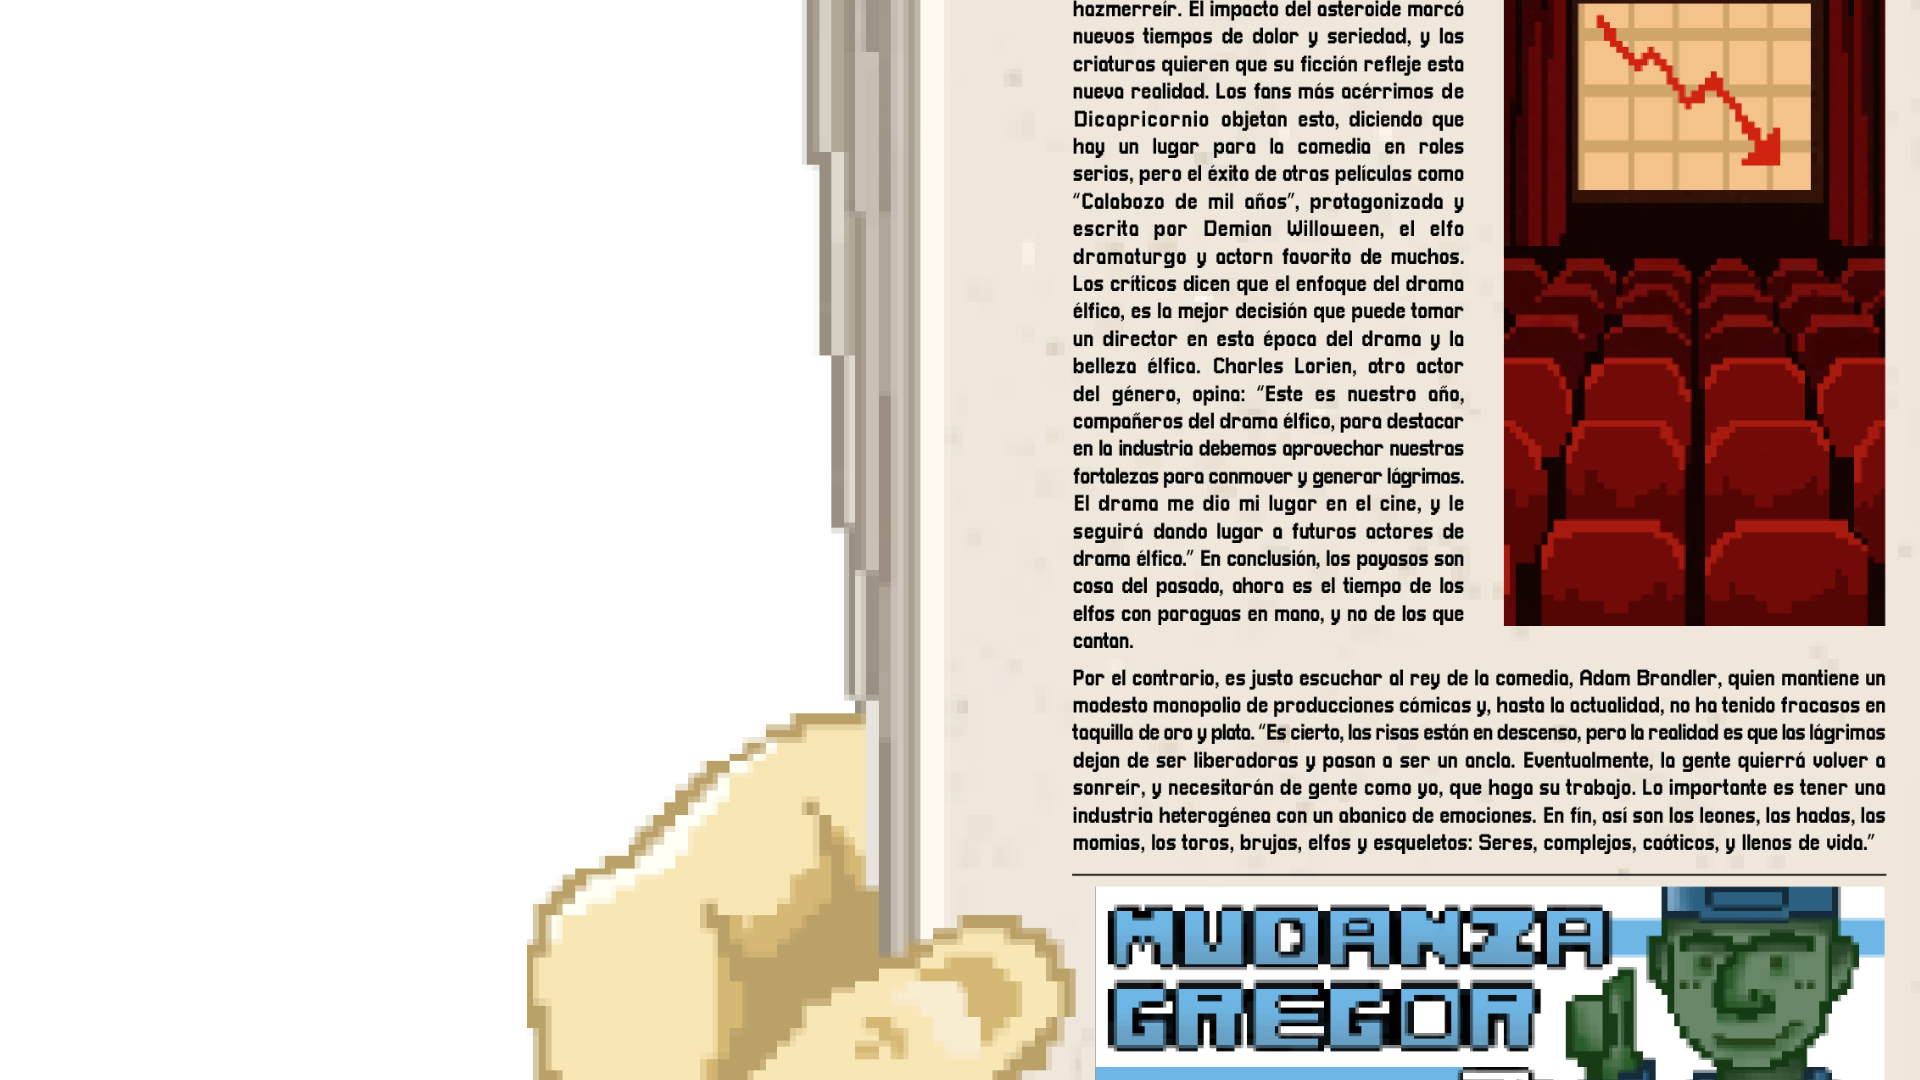 hazmerreír. El impacto del asteroide marcó
nuevos tiempos de dolor y seriedad, y las
criaturas quieren que su ficción refleje esta
nueva realidad. Los fans más acérrimos de
Dicapricornio objetan esto, diciendo que
hay un lugar para la comedia en roles
serios, pero el éxito de otras películas como
“Calabozo de mil años”, protagonizada y
escrita por Demian Willoween, el elfo
dramaturgo y actorn favorito de muchos.
Los críticos dicen que el enfoque del drama
élfico, es la mejor decisión que puede tomar
un director en esta época del drama y la
belleza élfica. Charles Lorien, otro actor
del género, opina: “Este es nuestro año,
compañeros del drama élfico, para destacar
en la industria debemos aprovechar nuestras
fortalezas para conmover y generar lágrimas.
El drama me dio mi lugar en el cine, y le
seguirá dando lugar a futuros actores de
drama élfico.” En conclusión, los payasos son
cosa del pasado, ahora es el tiempo de los
elfos con paraguas en mano, y no de los que
cantan.
Por el contrario, es justo escuchar al rey de la comedia, Adam Brandler, quien mantiene un
modesto monopolio de producciones cómicas y, hasta la actualidad, no ha tenido fracasos en
taquilla de oro y plata. “Es cierto, las risas están en descenso, pero la realidad es que las lágrimas
dejan de ser liberadoras y pasan a ser un ancla. Eventualmente, la gente quierrá volver a
sonreír, y necesitarán de gente como yo, que haga su trabajo. Lo importante es tener una
industria heterogénea con un abanico de emociones. En fín, así son los leones, las hadas, las
momias, los toros, brujas, elfos y esqueletos: Seres, complejos, caóticos, y llenos de vida.”
MUDANZA
GREGOR